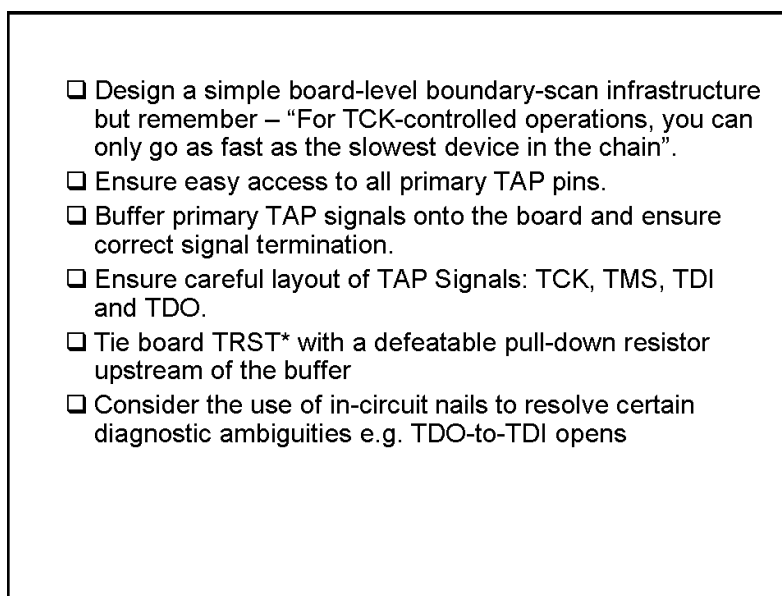 ❑ Design a simple board-level boundary-scan infrastructure
but remember – “For TCK-controlled operations, you can
only go as fast as the slowest device in the chain”.
❑ Ensure easy access to all primary TAP pins.
❑ Buffer primary TAP signals onto the board and ensure
correct signal termination.
❑ Ensure careful layout of TAP Signals: TCK, TMS, TDI
and TDO.
❑ Tie board TRST* with a defeatable pull-down resistor
upstream of the buffer
❑ Consider the use of in-circuit nails to resolve certain
diagnostic ambiguities e.g. TDO-to-TDI opens